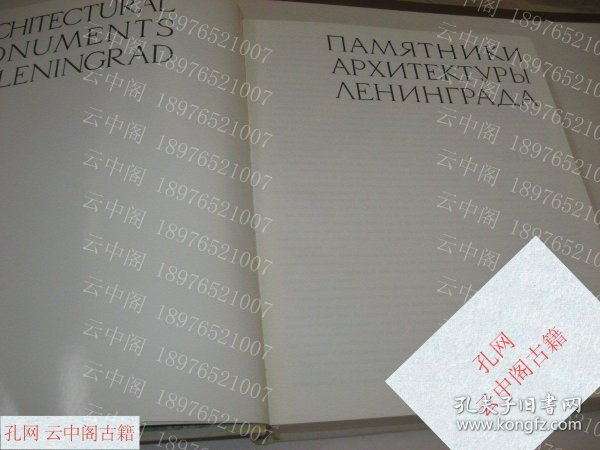 CHITECTURAL
ONUMENTS
LENINGRAD
ПАМЯТНИКИ
АРХИТЕКТУРЫ
ЛЕНИНГРАДА
云中阁 18976521007
孔网
云中阁古籍
孔网 云中阁古籍
孔夫子旧书网
www.kongfz.com